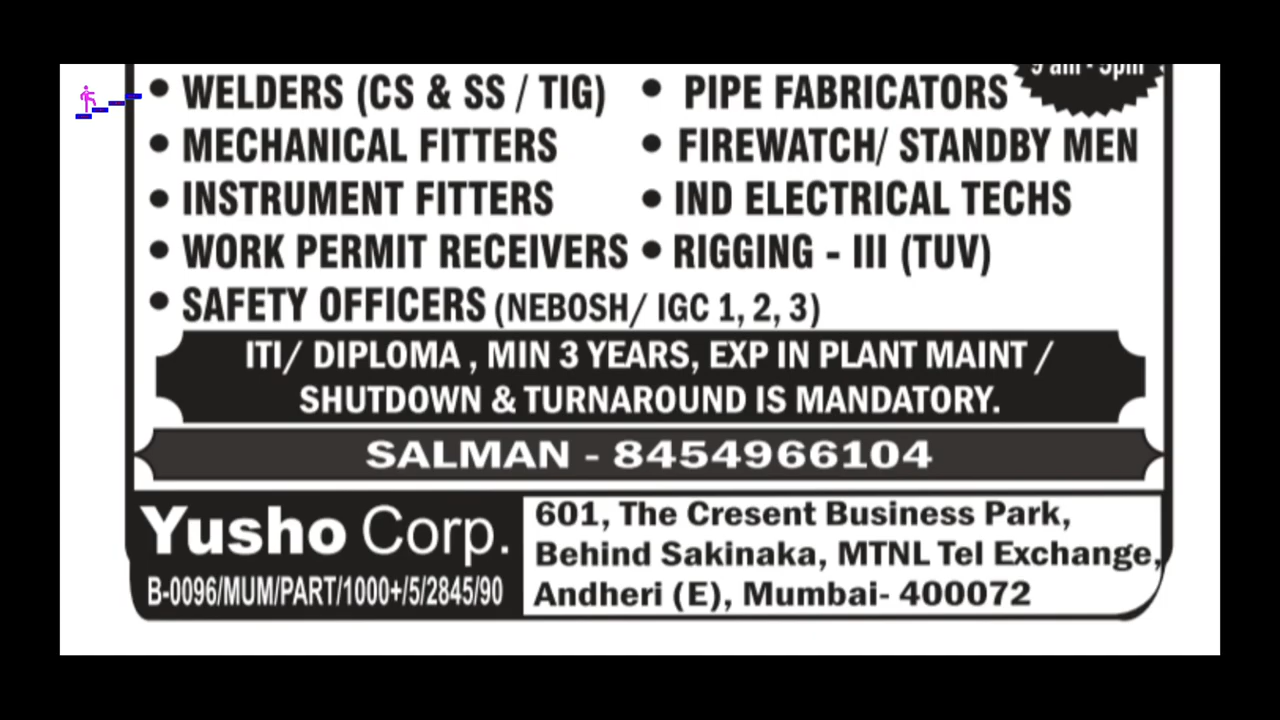 9 am - 5pm
• WELDERS (CS & SS / TIG) • PIPE FABRICATORS
• MECHANICAL FITTERS • FIREWATCH/ STANDBY MEN
• INSTRUMENT FITTERS • IND ELECTRICAL TECHS
• WORK PERMIT RECEIVERS • RIGGING - III (TUV)
• SAFETY OFFICERS (NEBOSH/ IGC 1, 2, 3)
ITI/ DIPLOMA , MIN 3 YEARS, EXP IN PLANT MAINT /
SHUTDOWN & TURNAROUND IS MANDATORY.
SALMAN - 8454966104
Yusho Corp.
B-0096/MUM/PART/1000+/5/2845/90
601, The Cresent Business Park,
Behind Sakinaka, MTNL Tel Exchange,
Andheri (E), Mumbai- 400072